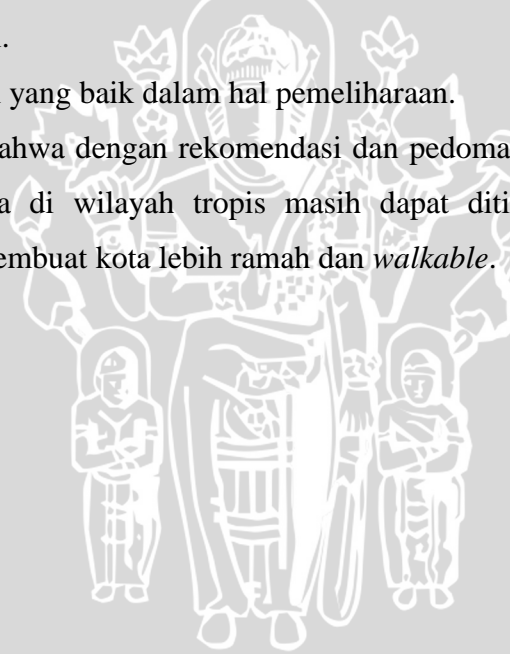 yang baik dalam hal pemeliharaan.
ahwa dengan rekomendasi dan pedoma
di wilayah tropis masih dapat diti
embuat kota lebih ramah dan walkable.